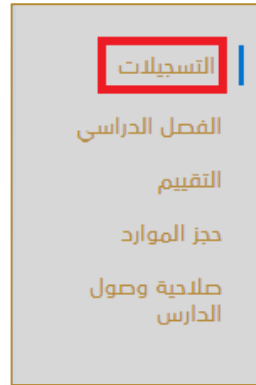 التسجيلات
الفصل الدراسي
التقييم
حجز الموارد
صلاحية وصول
الدارس